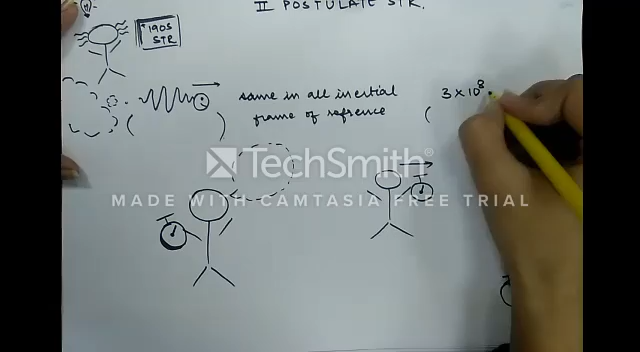 II POSTULATE STR.
1905
STR
same in all inertial
frame of refrence
( 3 × 10⁸
TechSmith
MADE WITH CAMTASIA FREE TRIAL